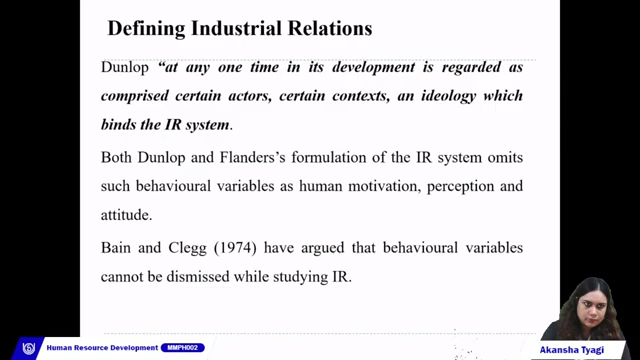 Defining Industrial Relations
Dunlop “at any one time in its development is regarded as
comprised certain actors, certain contexts, an ideology which
binds the IR system.
Both Dunlop and Flanders’s formulation of the IR system omits
such behavioural variables as human motivation, perception and
attitude.
Bain and Clegg (1974) have argued that behavioural variables
cannot be dismissed while studying IR.
Human Resource Development MMPH002
Akansha Tyagi